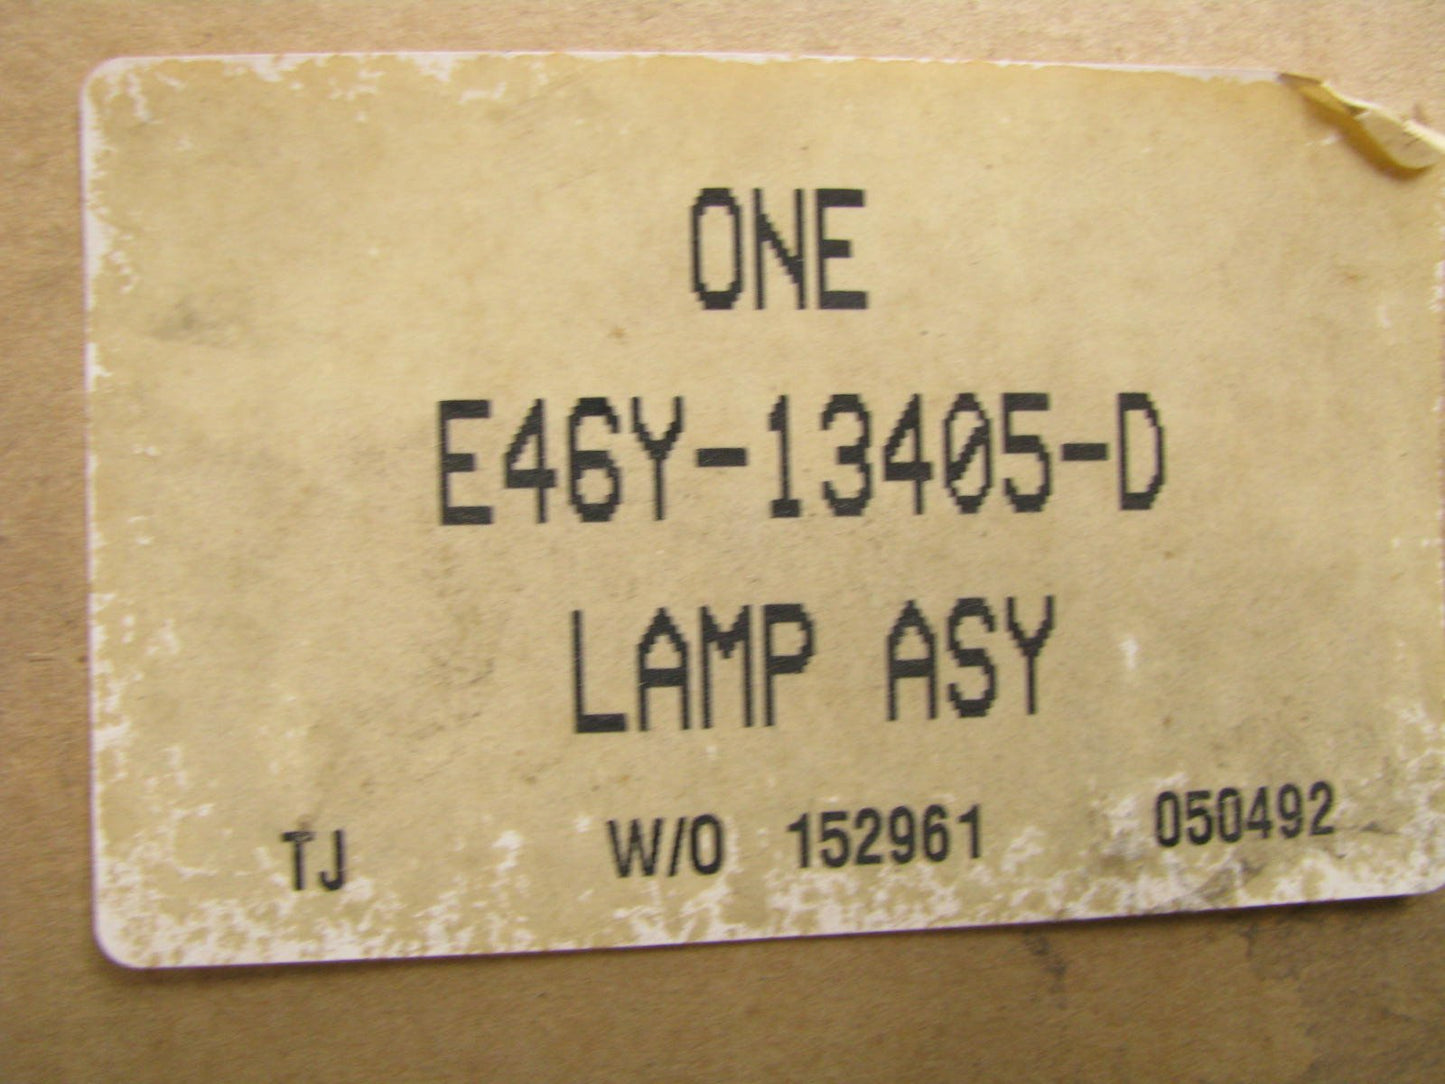 ONE
E46Y-13405-D
LAMP ASY
TJ W/O 152961 050492